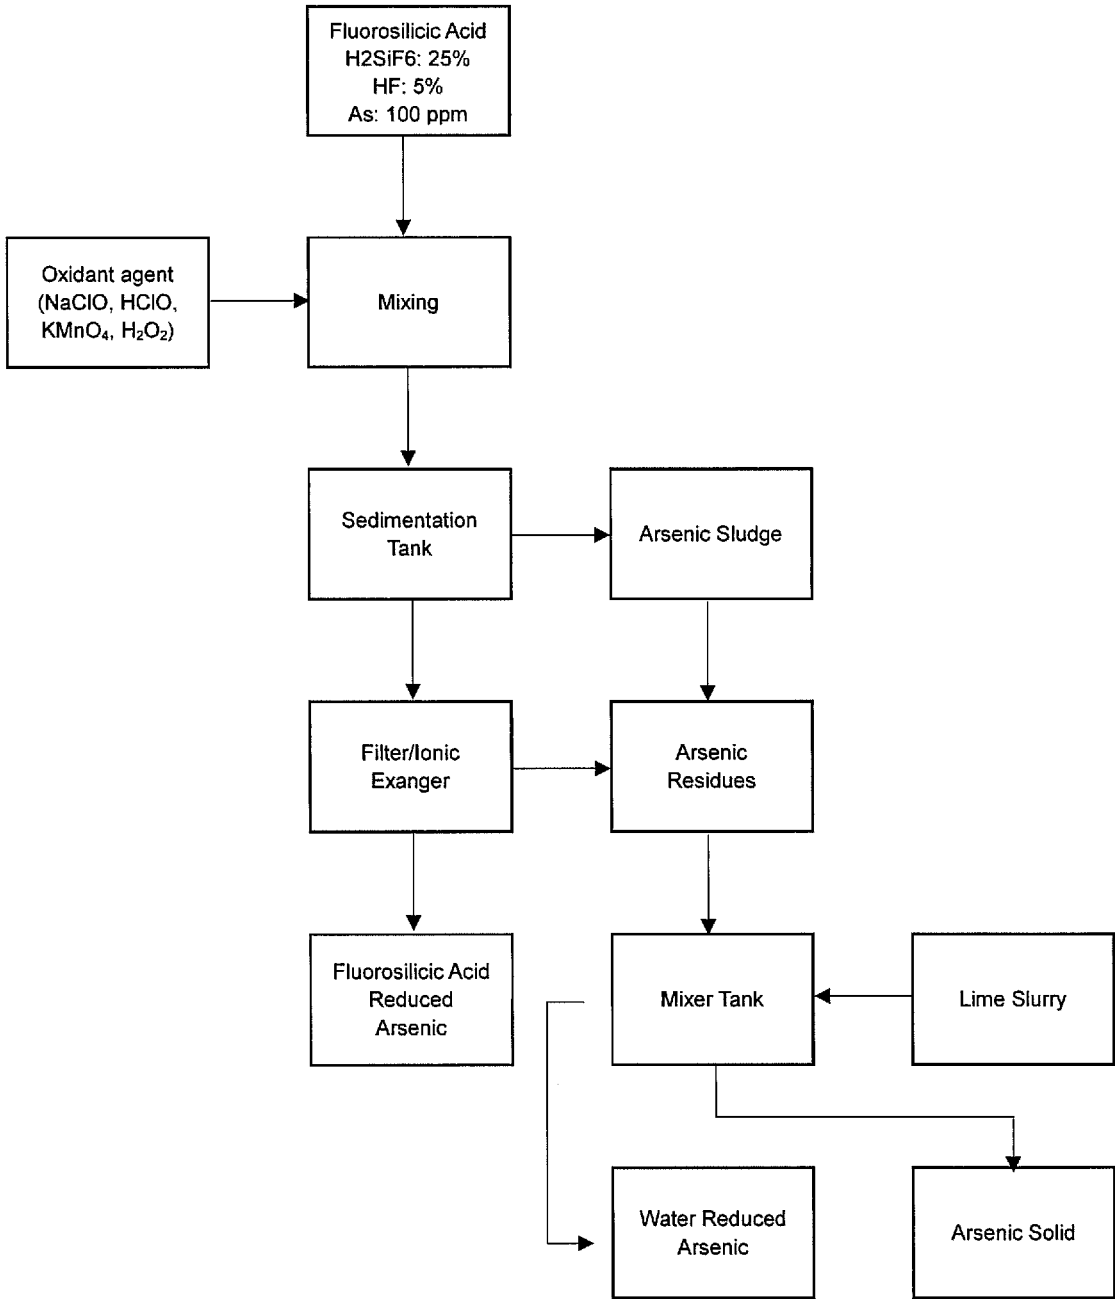 Fluorosilicic Acid
H2SiF6: 25%
HF: 5%
As: 100 ppm
Oxidant agent
(NaClO, HClO,
KMnO₄, H₂O₂)
Mixing
Sedimentation
Tank
Arsenic Sludge
Filter/Ionic
Exanger
Arsenic
Residues
Fluorosilicic Acid
Reduced
Arsenic
Mixer Tank
Lime Slurry
Water Reduced
Arsenic
Arsenic Solid